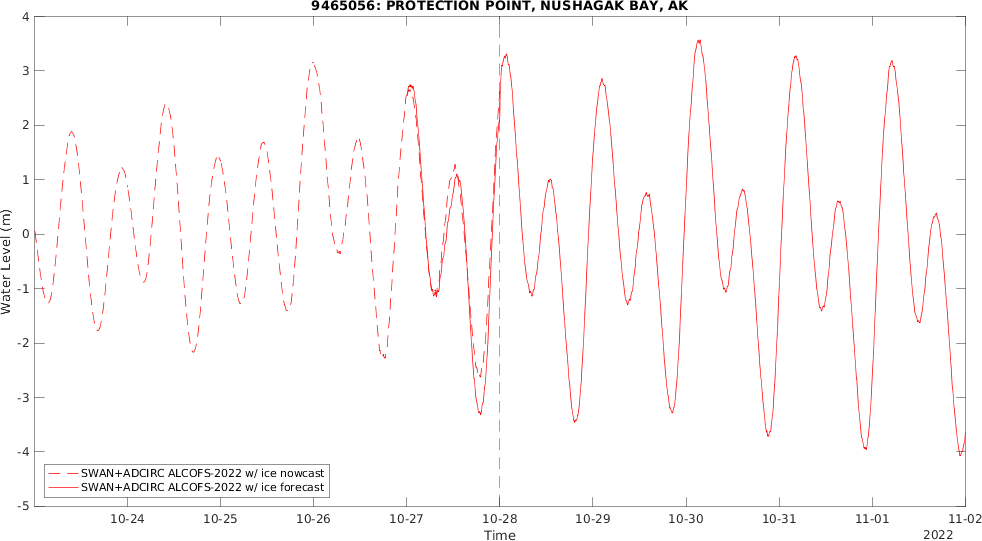 9465056: PROTECTION POINT, NUSHAGAK BAY, AK
4
3
2
1
0
-1
-2
-3
-4
-5
Water Level (m)
SWAN+ADCIRC ALCOFS-2022 w/ ice nowcast
SWAN+ADCIRC ALCOFS-2022 w/ ice forecast
10-24 10-25 10-26 10-27 10-28 10-29 10-30 10-31 11-01 11-02
Time
2022